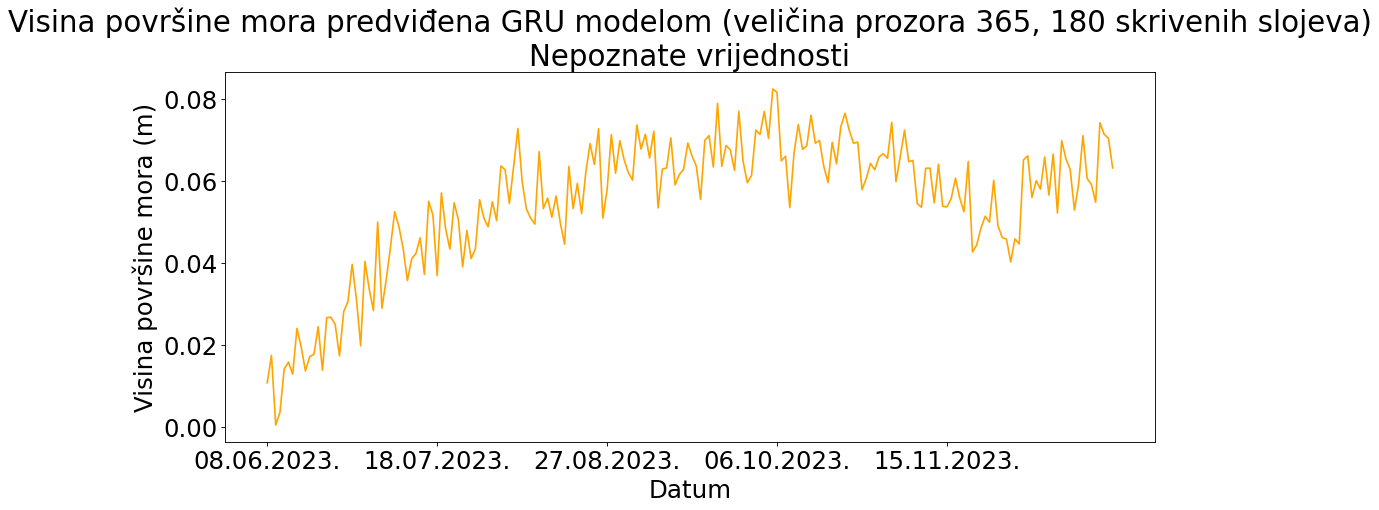 Visina površine mora predviđena GRU modelom (veličina prozora 365, 180 skrivenih slojeva)
Nepoznate vrijednosti
Visina površine mora (m)
0.08
0.06
0.04
0.02
0.00
08.06.2023. 18.07.2023. 27.08.2023. 06.10.2023. 15.11.2023.
Datum